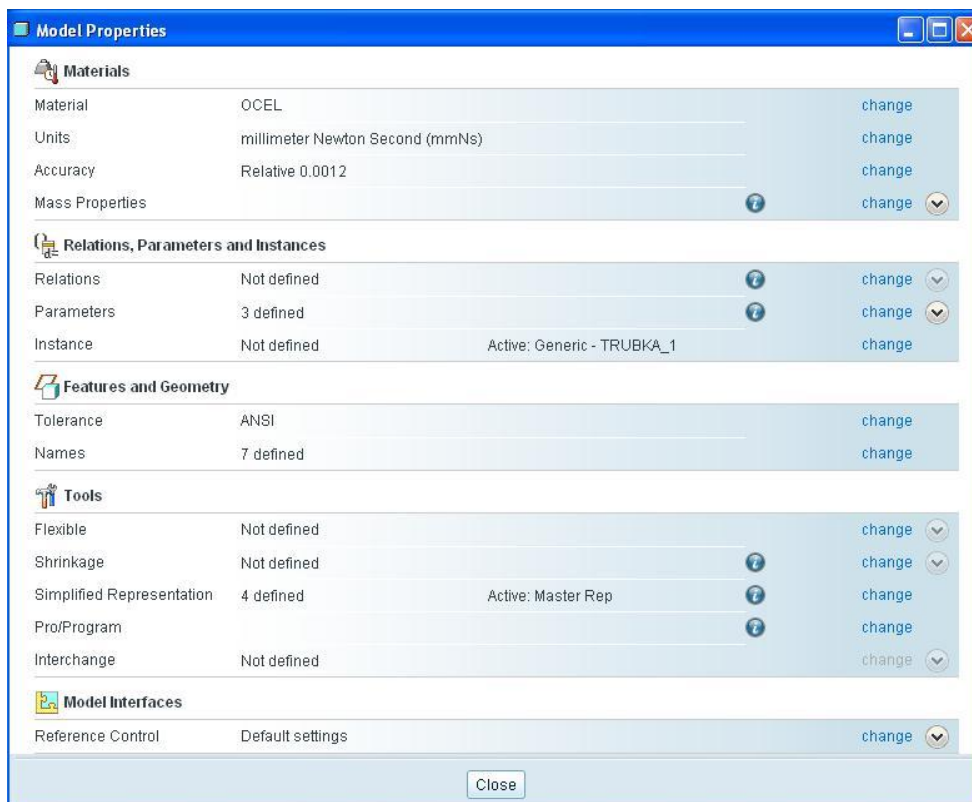 Model Properties
Materials
Material OCEL change
Units millimeter Newton Second (mmNs) change
Accuracy Relative 0.0012 change
Mass Properties change
Relations, Parameters and Instances
Relations Not defined change
Parameters 3 defined change
Instance Not defined Active: Generic - TRUBKA_1 change
Features and Geometry
Tolerance ANSI change
Names 7 defined change
Tools
Flexible Not defined change
Shrinkage Not defined change
Simplified Representation 4 defined Active: Master Rep change
Pro/Program change
Interchange Not defined change
Model Interfaces
Reference Control Default settings change
Close